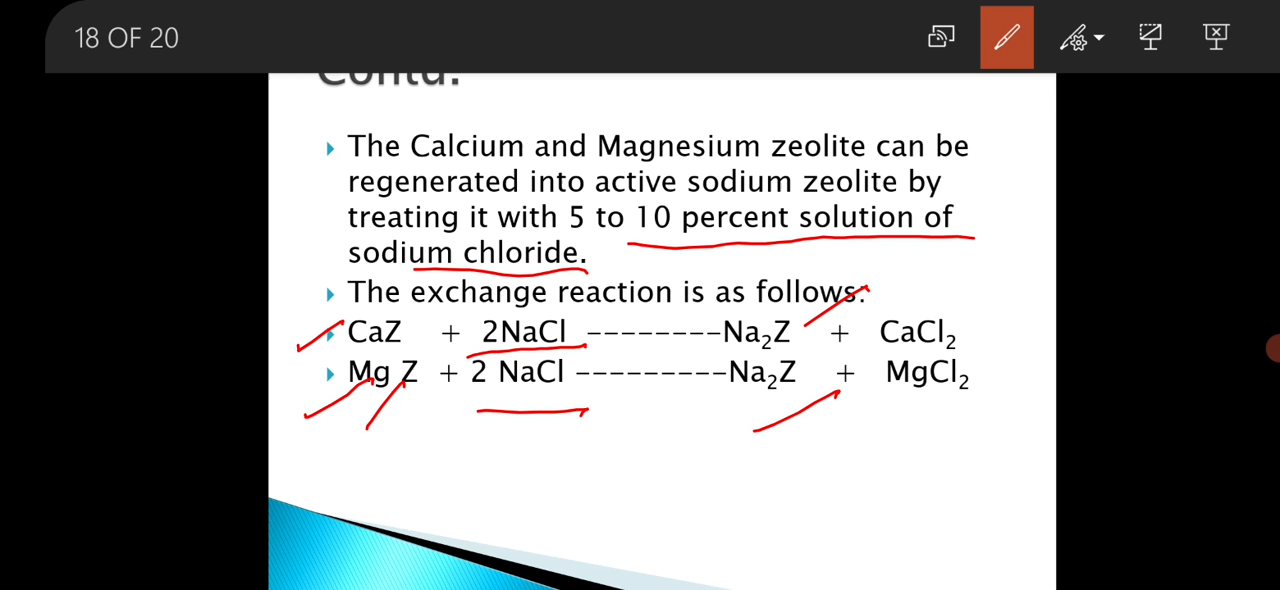 18 OF 20
Contd.
The Calcium and Magnesium zeolite can be
regenerated into active sodium zeolite by
treating it with 5 to 10 percent solution of
sodium chloride.
The exchange reaction is as follows:
CaZ + 2NaCl --------Na₂Z + CaCl₂
Mg Z + 2 NaCl ---------Na₂Z + MgCl₂